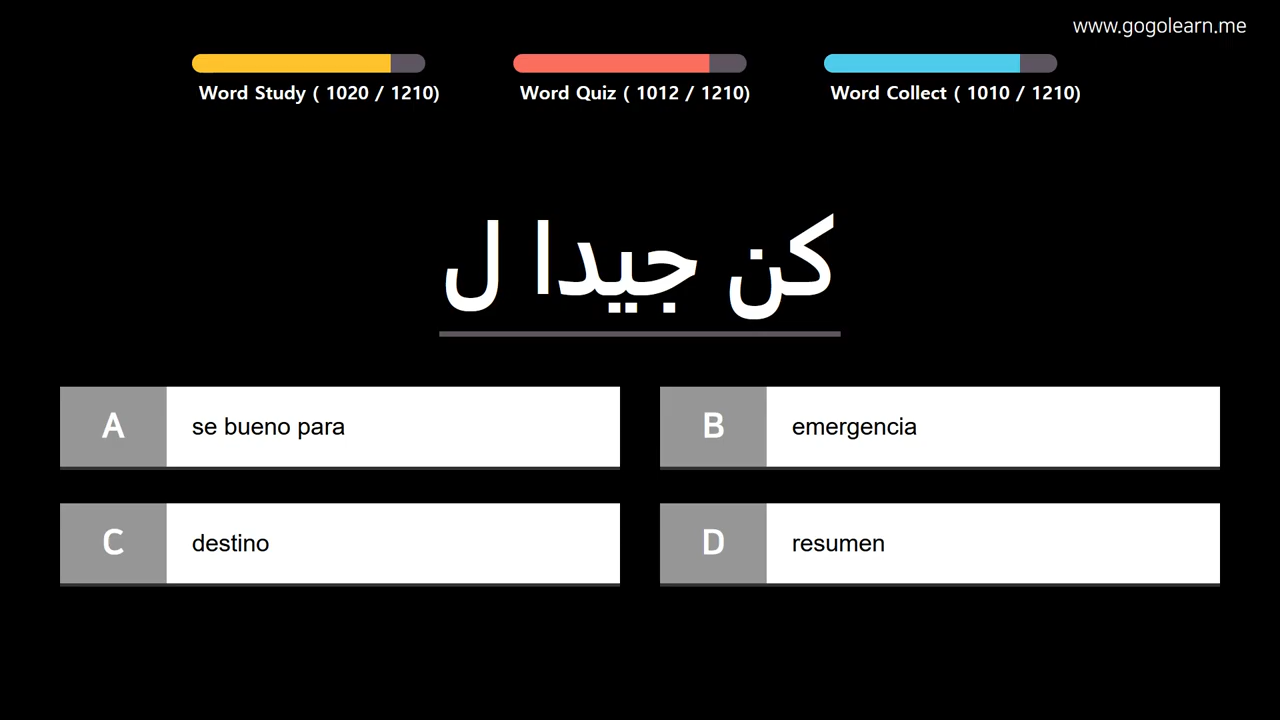 www.gogolearn.me
Word Study ( 1020 / 1210)
Word Quiz ( 1012 / 1210)
Word Collect ( 1010 / 1210)
كن جيدا ل
A
se bueno para
B
emergencia
C
destino
D
resumen